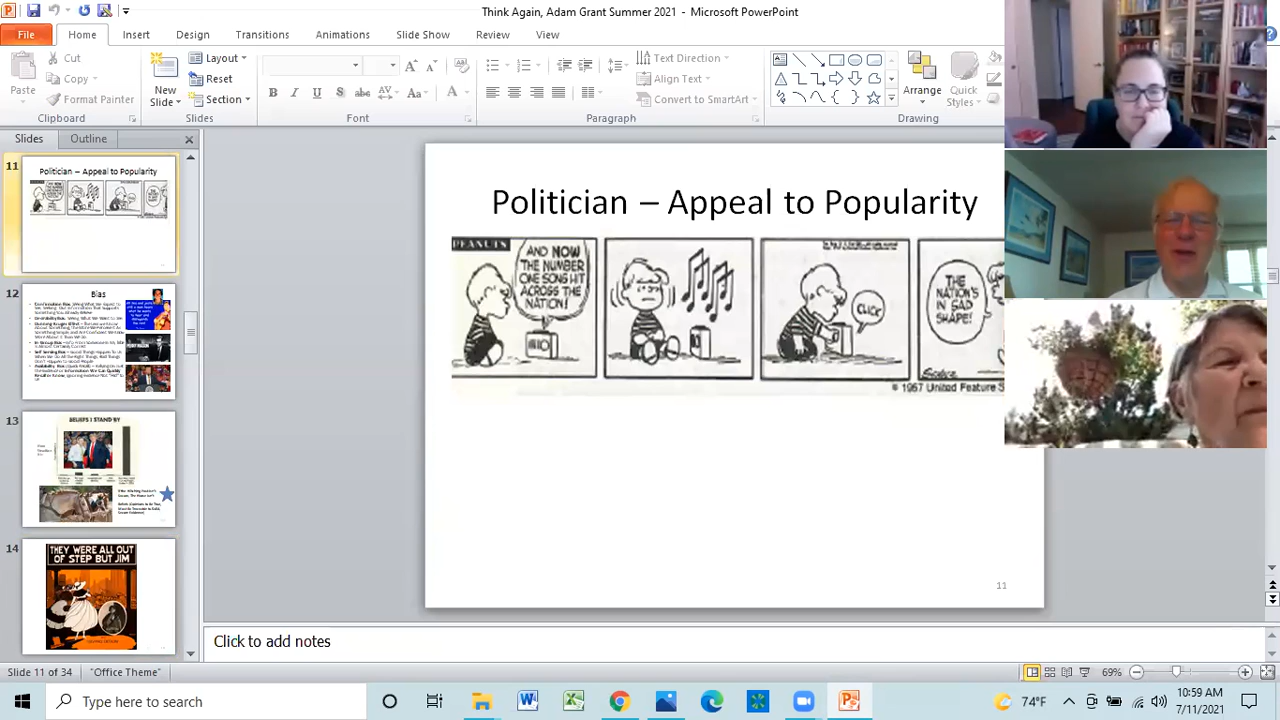 Think Again, Adam Grant Summer 2021 - Microsoft PowerPoint
File Home Insert Design Transitions Animations Slide Show Review View
Paste
Cut
Copy
Format Painter
Clipboard
New Slide
Layout
Reset
Section
Slides
B I U S abc AV Aa A
Font
Paragraph
Text Direction
Align Text
Convert to SmartArt
Arrange
Quick Styles
Drawing
Slides Outline
11
Politician – Appeal to Popularity
12
Bias
13
BELIEFS I STAND BY
14
THEY WERE ALL OUT
OF STEP BUT JIM
Politician – Appeal to Popularity
PEANUTS
AND NOW
THE NUMBER
ONE SONG HIT
ACROSS THE
NATION!
CLICK
THE
NATION'S
IN SAD
SHAPE!
© 1957 United Feature S
11
Click to add notes
Slide 11 of 34
"Office Theme"
69%
Type here to search
74°F
10:59 AM
7/11/2021